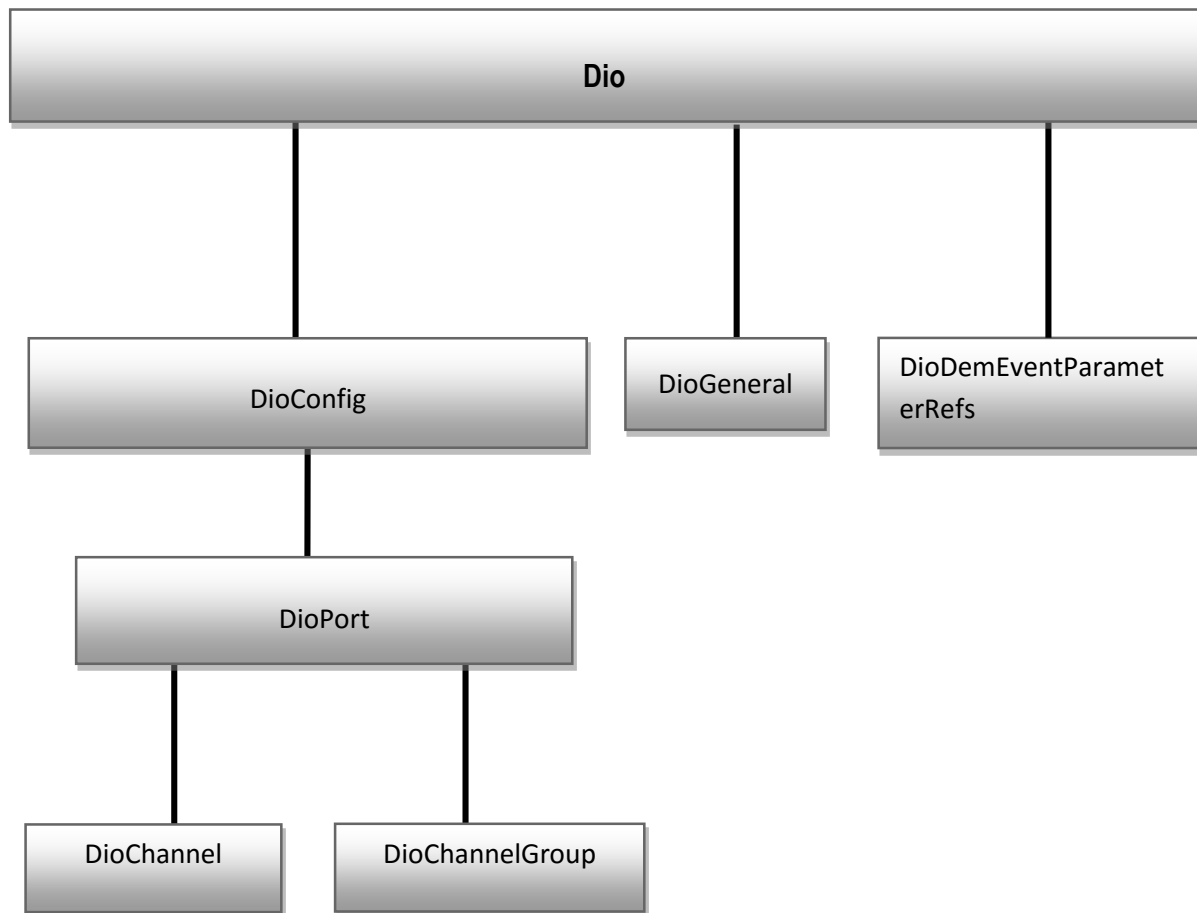 Dio
DioConfig
DioGeneral
DioDemEventParamet
erRefs
DioPort
DioChannel
DioChannelGroup